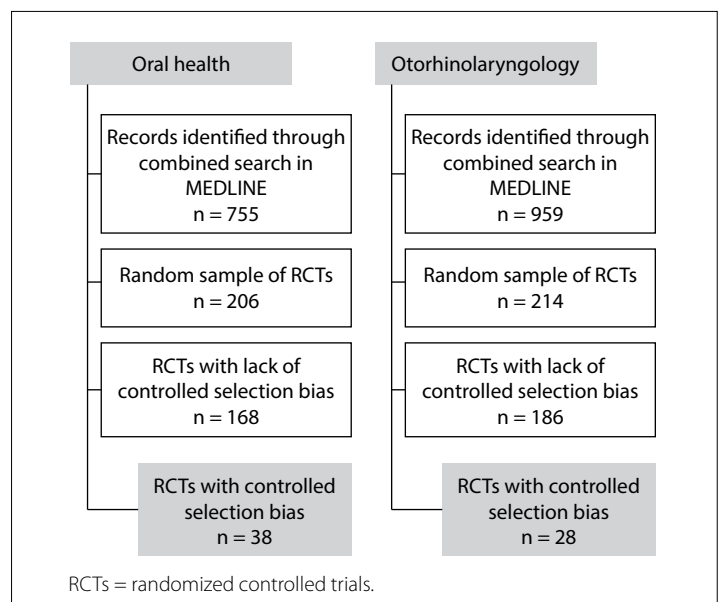 Oral health
Records identified through
combined search in
MEDLINE
n = 755
Random sample of RCTs
n = 206
RCTs with lack of
controlled selection bias
n = 168
RCTs with controlled
selection bias
n = 38
Otorhinolaryngology
Records identified through
combined search in
MEDLINE
n = 959
Random sample of RCTs
n = 214
RCTs with lack of
controlled selection bias
n = 186
RCTs with controlled
selection bias
n = 28
RCTs = randomized controlled trials.